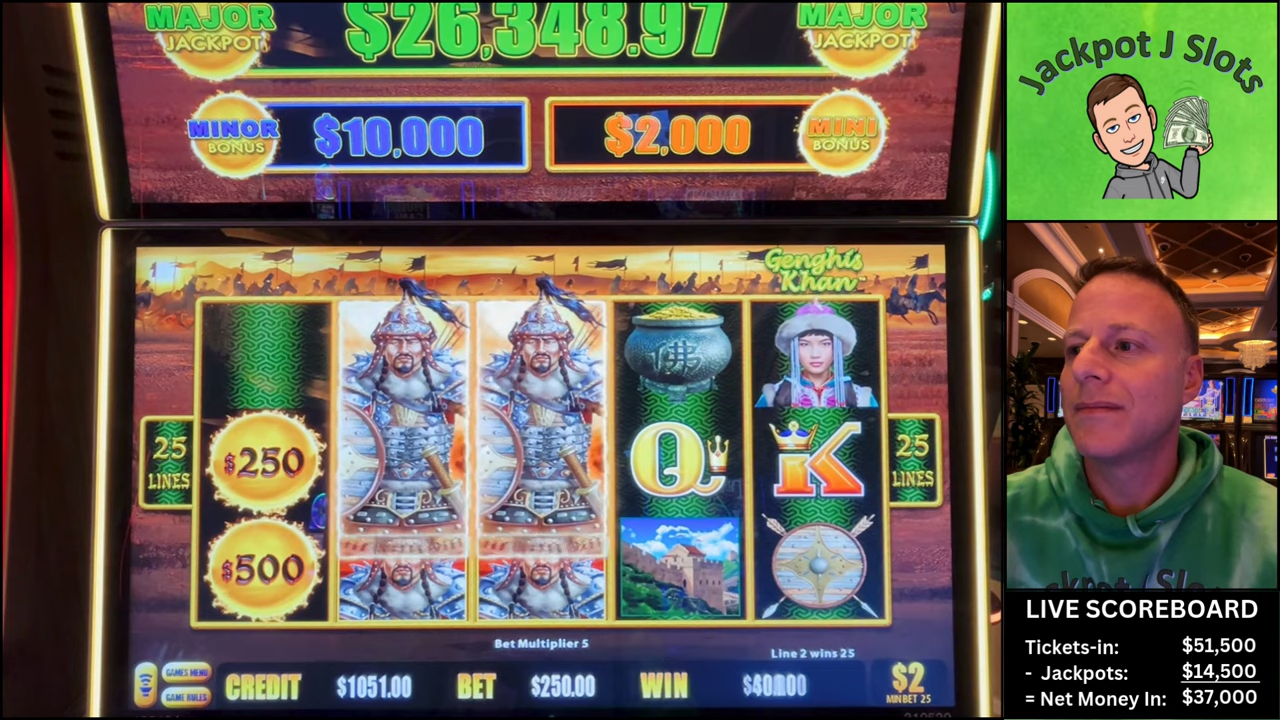 MAJOR
JACKPOT
$26,348.97
MAJOR
JACKPOT
MINOR
BONUS
$10,000
$2,000
MINI
BONUS
Genghis
Khan
25
LINES
$250
$500
佛
Q
K
25
LINES
Bet Multiplier 5
Line 2 wins 25
GAMES MENU
GAME RULES
CREDIT $1051.00 BET $250.00 WIN
$2
MIN BET 25
Jackpot J Slots
LIVE SCOREBOARD
Tickets-in: $51,500
- Jackpots: $14,500
= Net Money In: $37,000